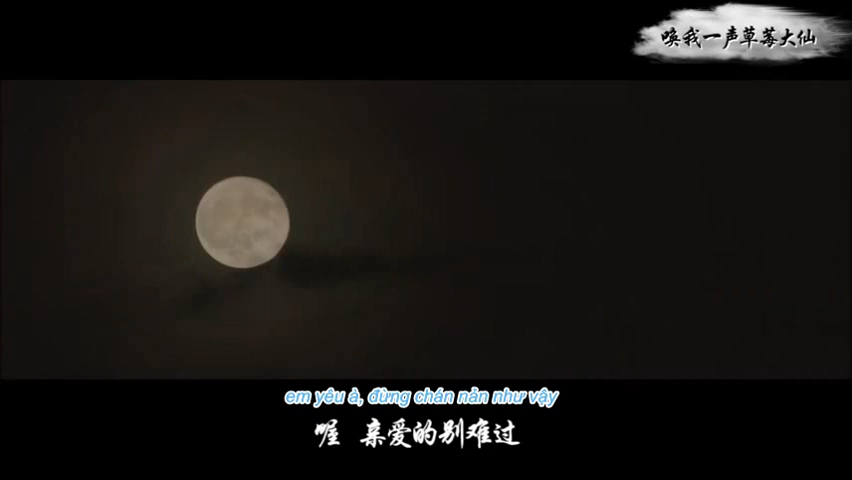 唤我一声草莓大仙
em yêu à, đừng chán nản như vậy
喔 亲爱的别难过